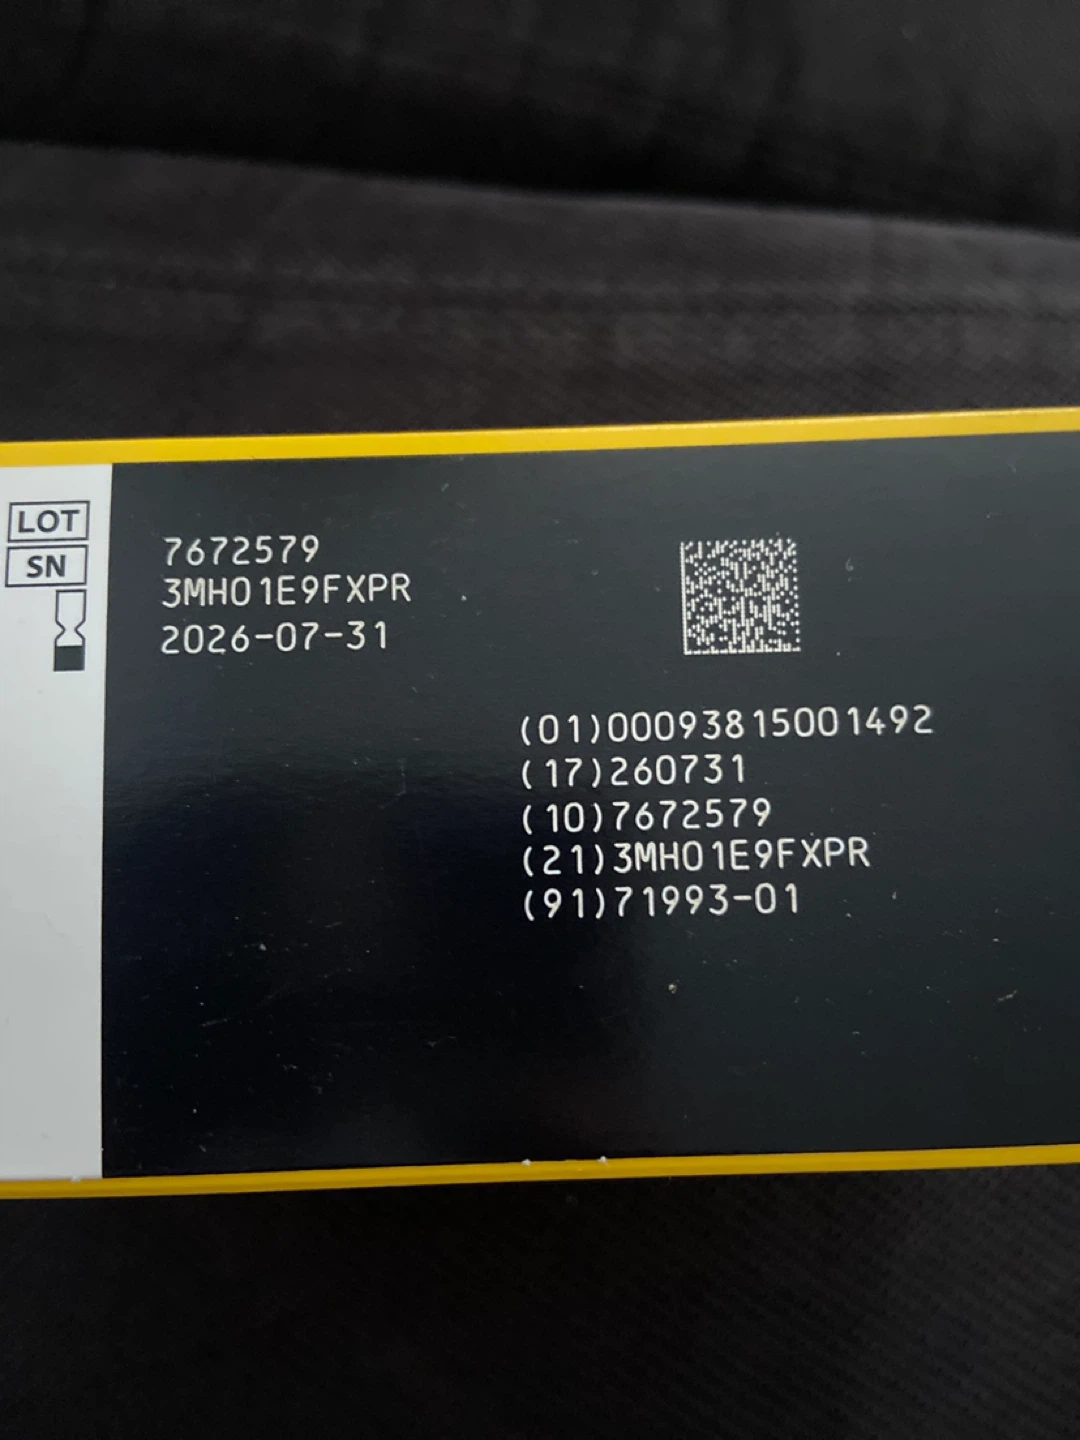 LOT
SN
7672579
3MH01E9FXPR
2026-07-31
(01)00093815001492
(17)260731
(10)7672579
(21)3MH01E9FXPR
(91)71993-01